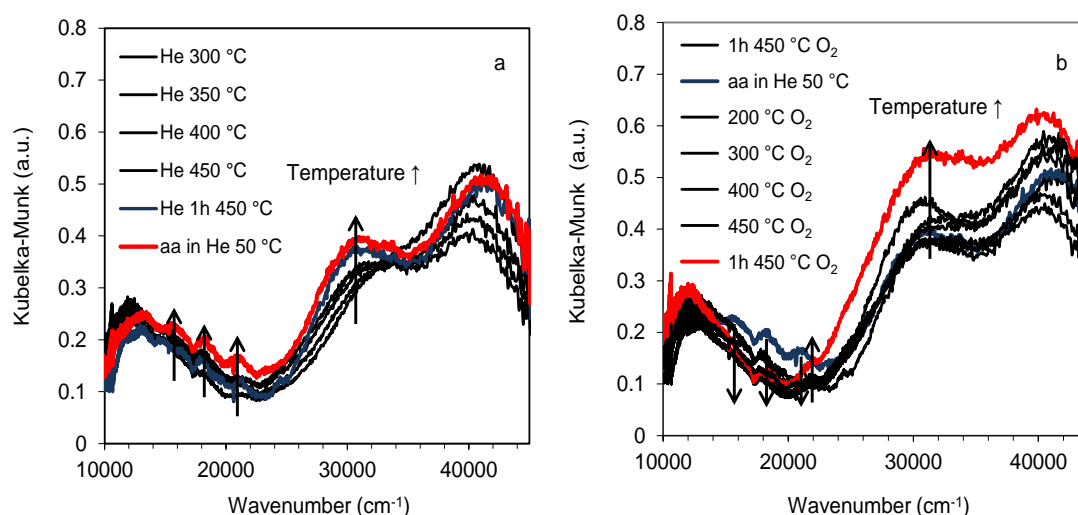 a
0.8
0.7
0.6
0.5
0.4
0.3
0.2
0.1
0
Kubelka-Munk (a.u.)
He 300 °C
He 350 °C
He 400 °C
He 450 °C
He 1h 450 °C
aa in He 50 °C
Temperature ↑
10000 20000 30000 40000
Wavenumber (cm⁻¹)
b
0.8
0.7
0.6
0.5
0.4
0.3
0.2
0.1
0
Kubelka-Munk (a.u.)
1h 450 °C O₂
aa in He 50 °C
200 °C O₂
300 °C O₂
400 °C O₂
450 °C O₂
1h 450 °C O₂
Temperature ↑
10000 20000 30000 40000
Wavenumber (cm⁻¹)